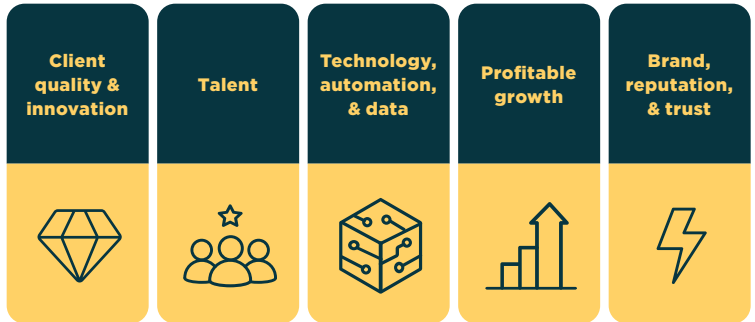 Client
quality &
innovation
Talent
Technology,
automation,
& data
Profitable
growth
Brand,
reputation,
& trust